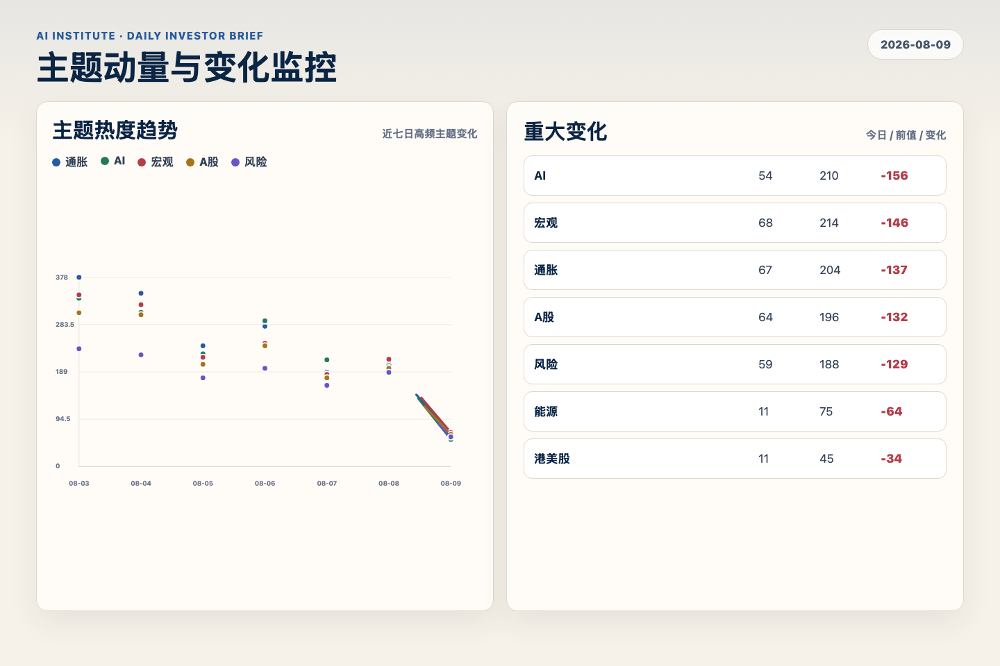 AI INSTITUTE · DAILY INVESTOR BRIEF
主题动量与变化监控
2026-08-09
主题热度趋势
近七日高频主题变化
通胀 AI 宏观 A股 风险
378
283.5
189
94.5
0
08-03 08-04 08-05 08-06 08-07 08-08 08-09
重大变化
今日 / 前值 / 变化
AI 54 210 -156
宏观 68 214 -146
通胀 67 204 -137
A股 64 196 -132
风险 59 188 -129
能源 11 75 -64
港美股 11 45 -34